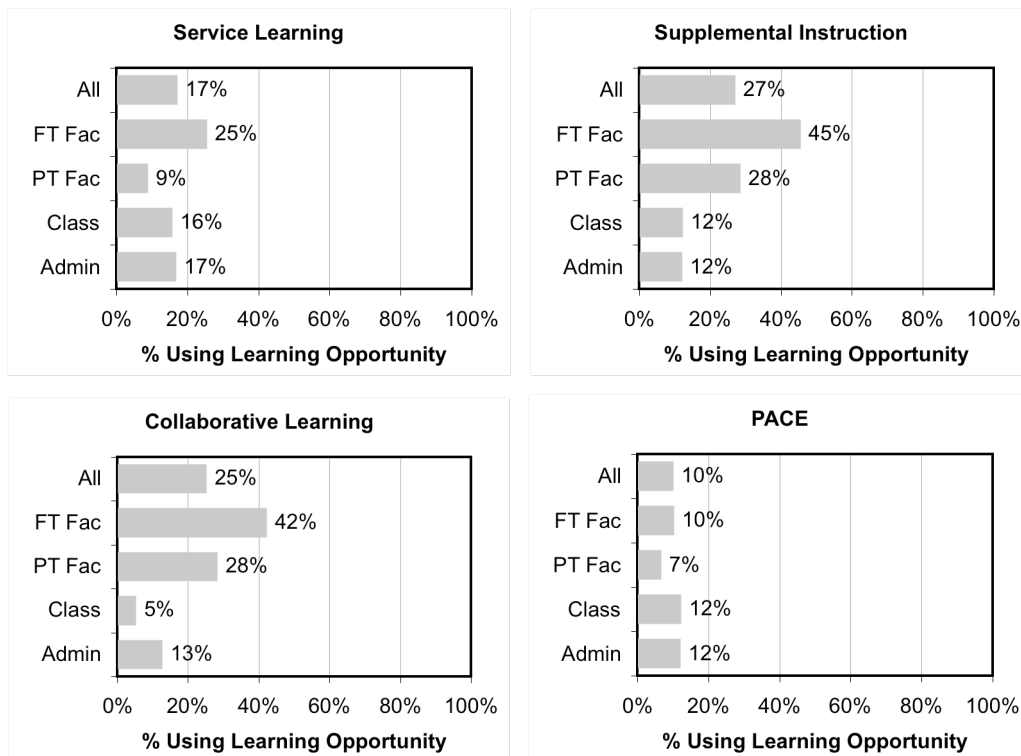 Service Learning
All 17%
FT Fac 25%
PT Fac 9%
Class 16%
Admin 17%
0% 20% 40% 60% 80% 100%
% Using Learning Opportunity
Supplemental Instruction
All 27%
FT Fac 45%
PT Fac 28%
Class 12%
Admin 12%
0% 20% 40% 60% 80% 100%
% Using Learning Opportunity
Collaborative Learning
All 25%
FT Fac 42%
PT Fac 28%
Class 5%
Admin 13%
0% 20% 40% 60% 80% 100%
% Using Learning Opportunity
PACE
All 10%
FT Fac 10%
PT Fac 7%
Class 12%
Admin 12%
0% 20% 40% 60% 80% 100%
% Using Learning Opportunity